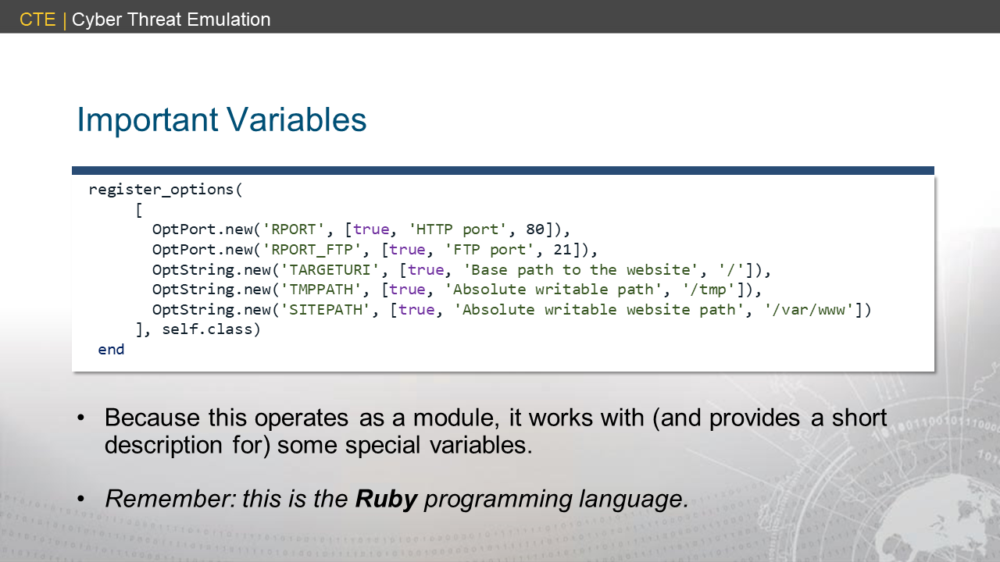 CTE | Cyber Threat Emulation
Important Variables
register_options(
[
OptPort.new('RPORT', [true, 'HTTP port', 80]),
OptPort.new('RPORT_FTP', [true, 'FTP port', 21]),
OptString.new('TARGETURI', [true, 'Base path to the website', '/']),
OptString.new('TMPPATH', [true, 'Absolute writable path', '/tmp']),
OptString.new('SITEPATH', [true, 'Absolute writable website path', '/var/www'])
], self.class)
end
• Because this operates as a module, it works with (and provides a short
description for) some special variables.
• Remember: this is the Ruby programming language.